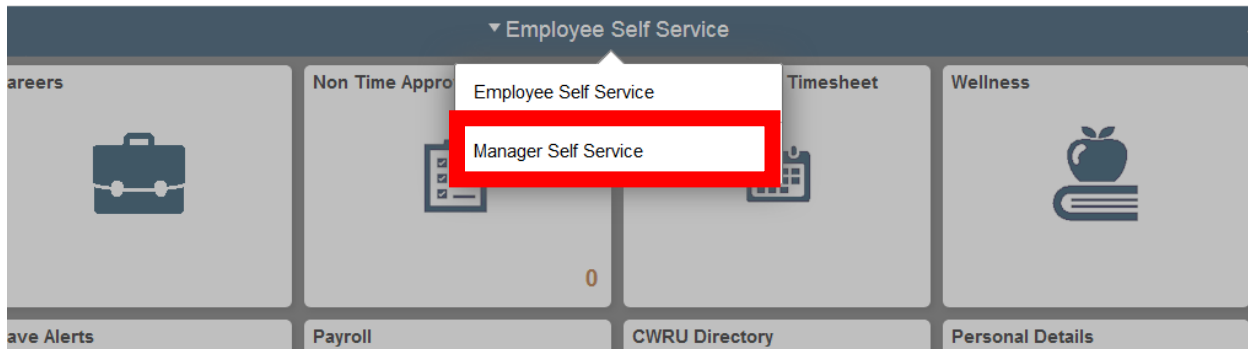 ▼ Employee Self Service
areers
Non Time Appro
Timesheet
Wellness
Employee Self Service
Manager Self Service
0
ave Alerts
Payroll
CWRU Directory
Personal Details